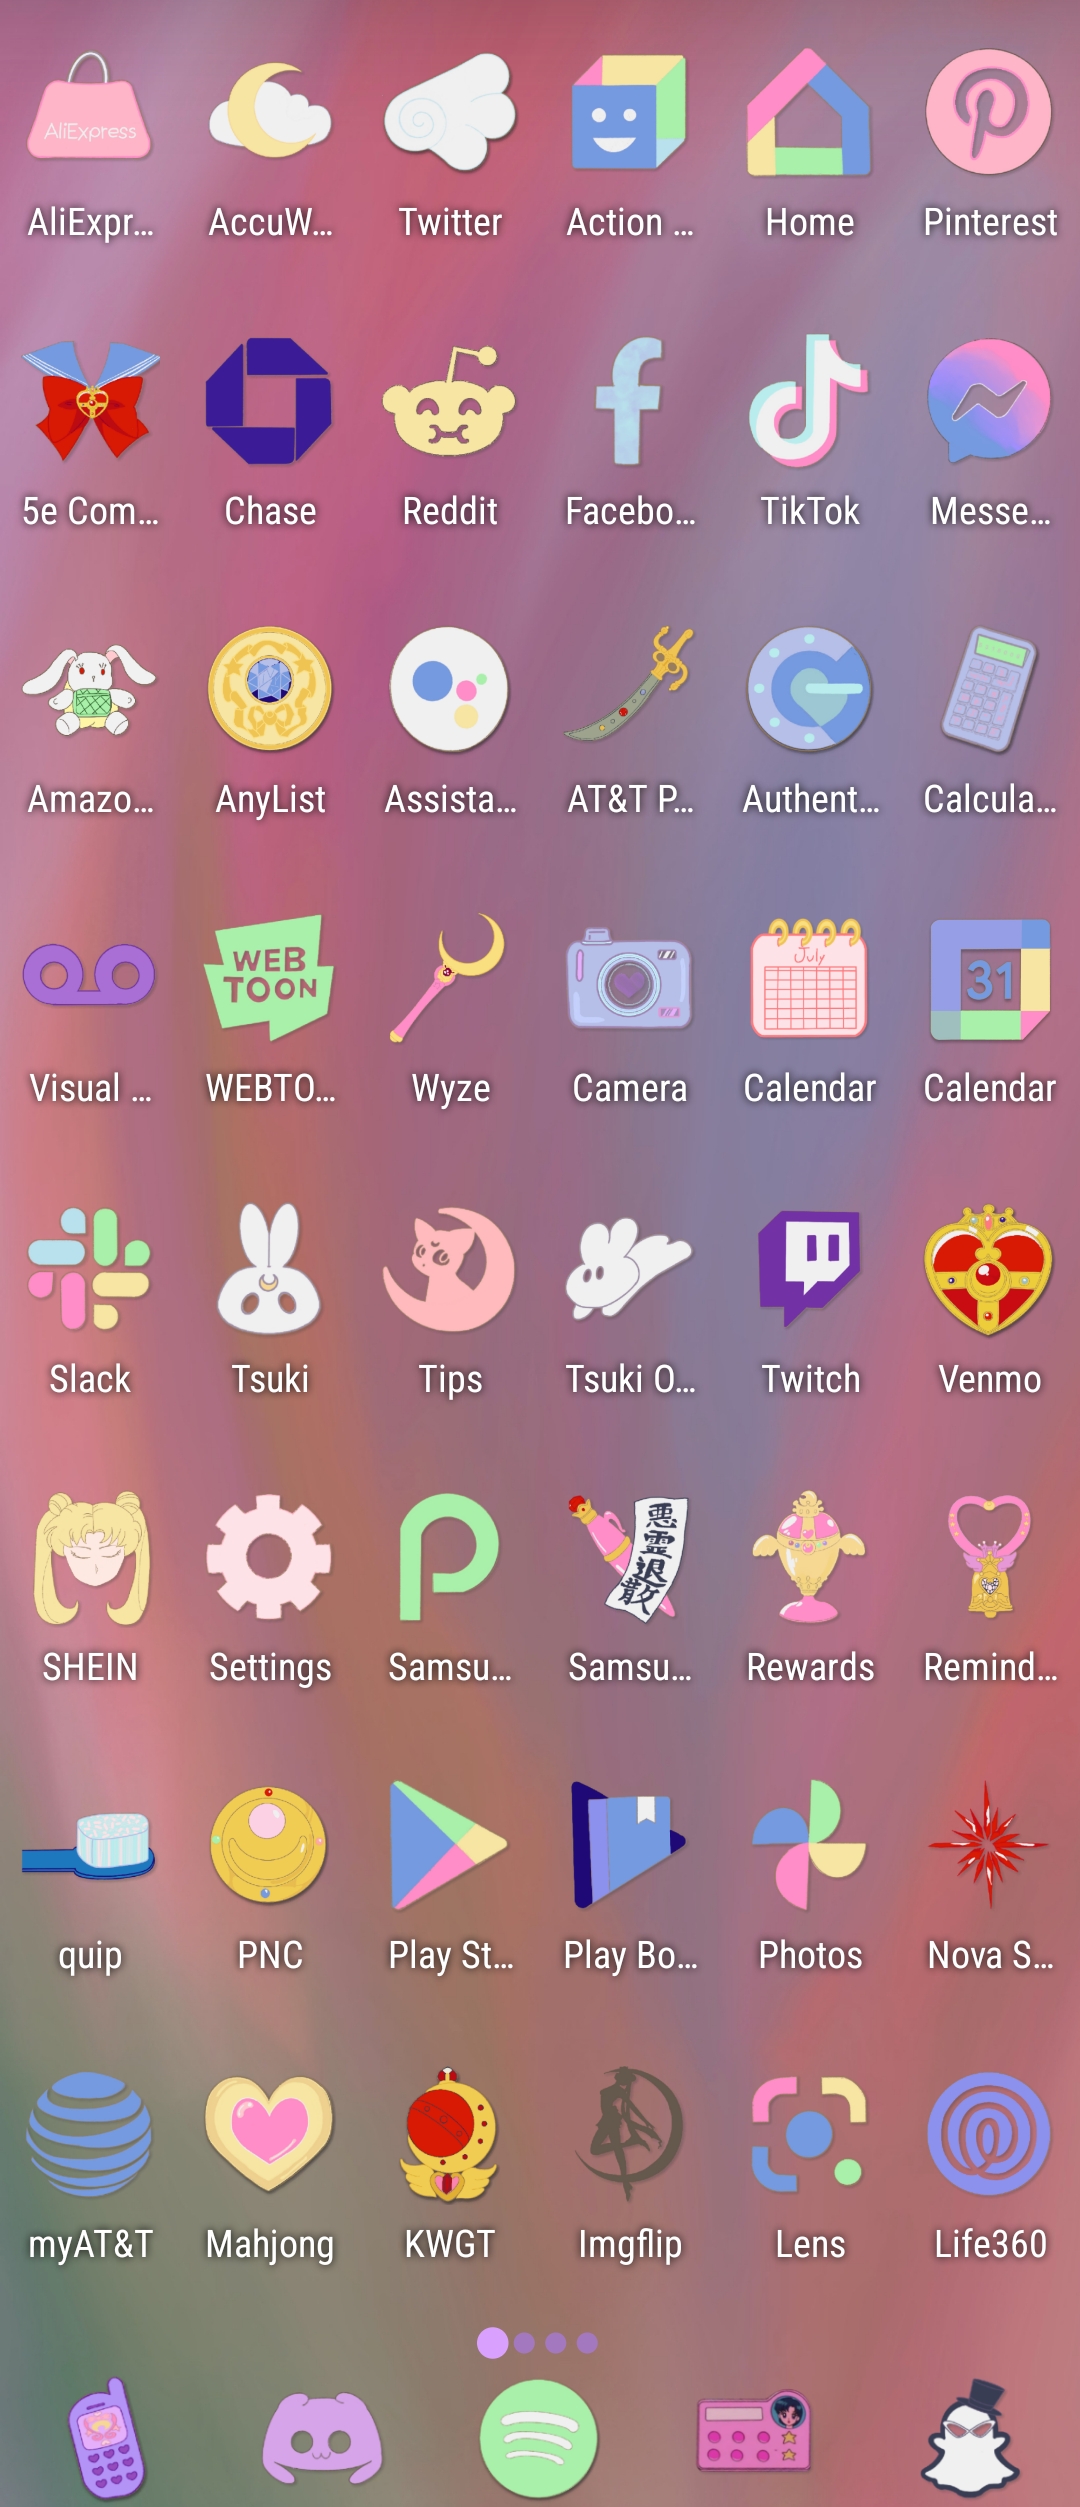 AliExpress
AliExpr... AccuW... Twitter Action ... Home Pinterest
5e Com... Chase Reddit Facebo... TikTok Messe...
Amazo... AnyList Assista... AT&T P... Authent... Calcula...
WEB
TOON
July
31
Visual ... WEBTO... Wyze Camera Calendar Calendar
Slack Tsuki Tips Tsuki O... Twitch Venmo
悪霊退散
SHEIN Settings Samsu... Samsu... Rewards Remind...
quip PNC Play St... Play Bo... Photos Nova S...
myAT&T Mahjong KWGT Imgflip Lens Life360